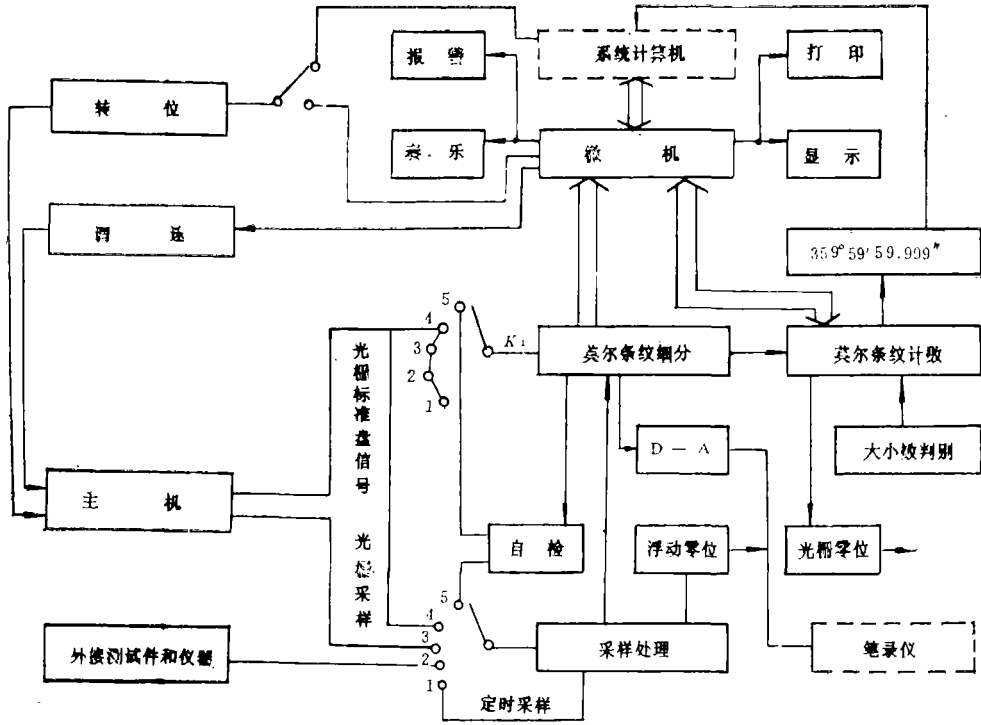 报 警
系统计算机
打 印
转 位
音 乐
微 机
显 示
调 速
359°59′59.999″
5
4
3
2
1
K1
莫尔条纹细分
莫尔条纹计数
光栅标准盘信号
D — A
大小数判别
主 机
光栅采样
自 检
浮动零位
光栅零位
5
4
3
2
1
外接测试件和仪器
采样处理
笔录仪
定时采样